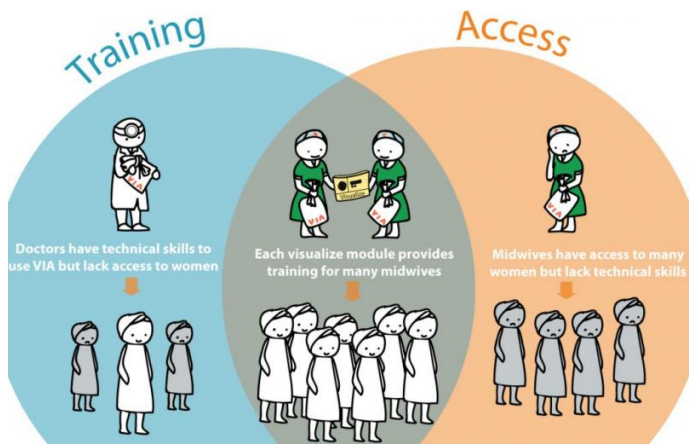 Training
Access
VIA
Visualize
VIA
VIA
VIA
Doctors have technical skills to
use VIA but lack access to women
Each visualize module provides
training for many midwives
Midwives have access to many
women but lack technical skills